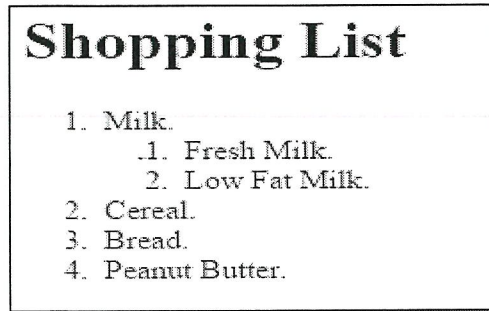 Shopping List
1. Milk.
.1. Fresh Milk.
2. Low Fat Milk.
2. Cereal.
3. Bread.
4. Peanut Butter.